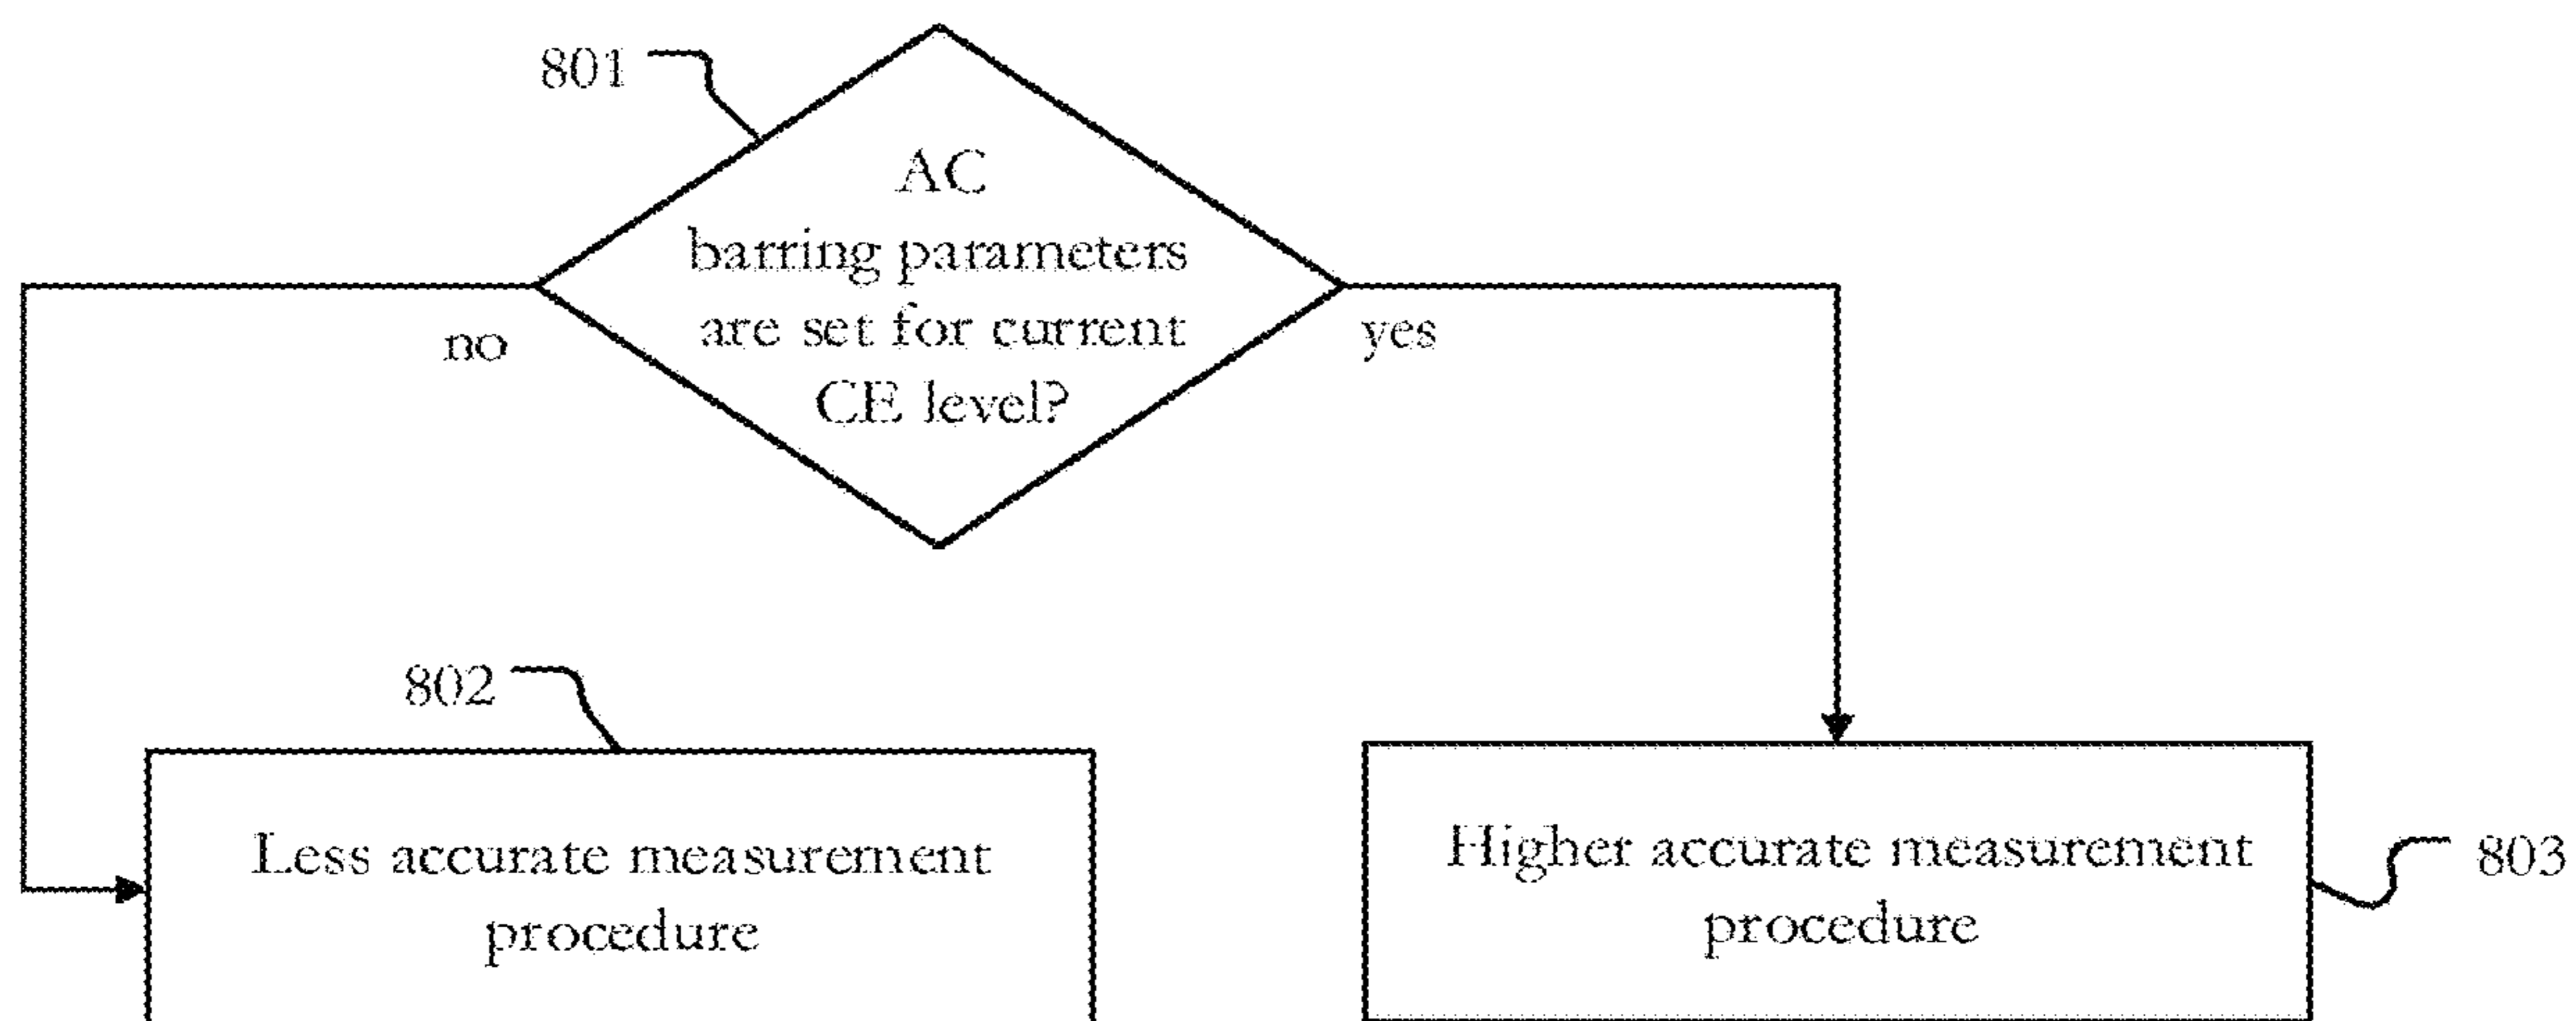 801
AC
barring parameters
are set for current
CE level?
no
yes
802
Less accurate measurement
procedure
Higher accurate measurement
procedure
803